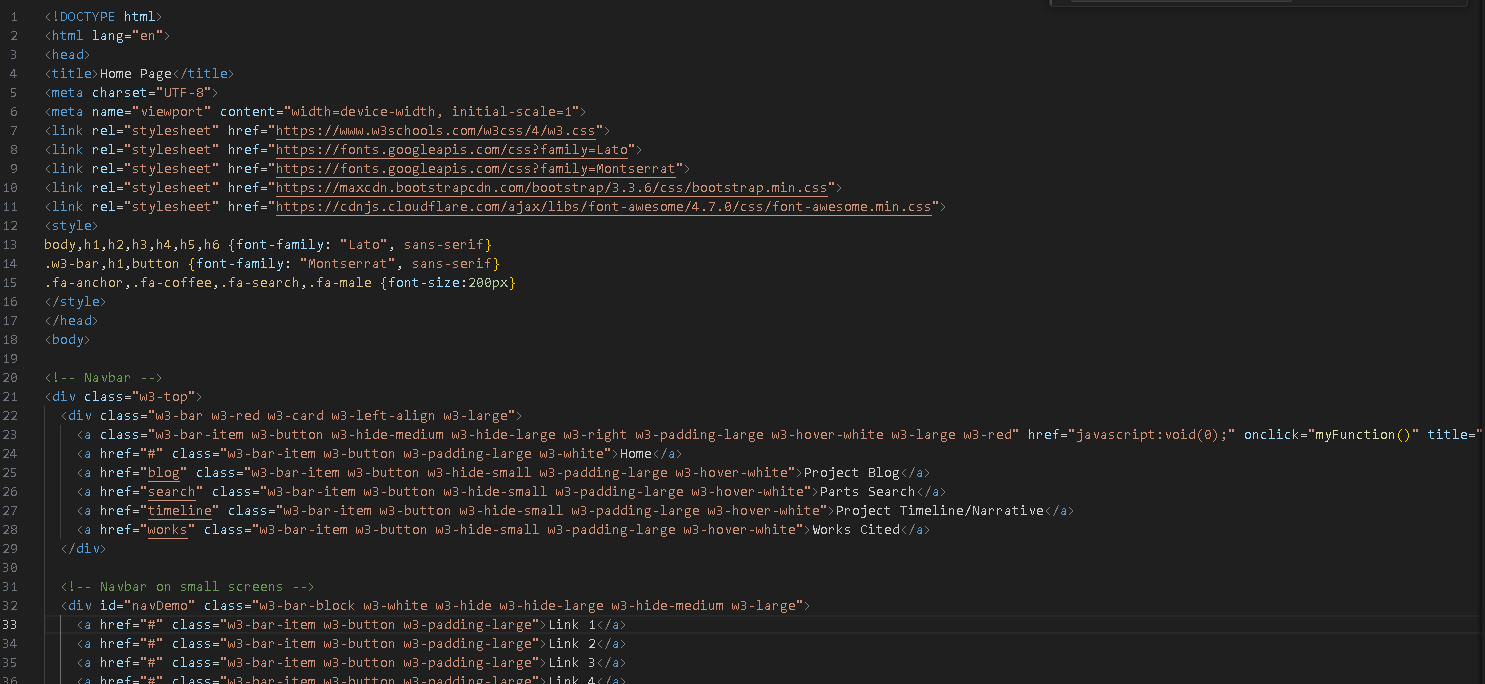 1 <!DOCTYPE html>
2 <html lang="en">
3 <head>
4 <title>Home Page</title>
5 <meta charset="UTF-8">
6 <meta name="viewport" content="width=device-width, initial-scale=1">
7 <link rel="stylesheet" href="https://www.w3schools.com/w3css/4/w3.css">
8 <link rel="stylesheet" href="https://fonts.googleapis.com/css?family=Lato">
9 <link rel="stylesheet" href="https://fonts.googleapis.com/css?family=Montserrat">
10 <link rel="stylesheet" href="https://maxcdn.bootstrapcdn.com/bootstrap/3.3.6/css/bootstrap.min.css">
11 <link rel="stylesheet" href="https://cdnjs.cloudflare.com/ajax/libs/font-awesome/4.7.0/css/font-awesome.min.css">
12 <style>
13 body,h1,h2,h3,h4,h5,h6 {font-family: "Lato", sans-serif}
14 .w3-bar,h1,button {font-family: "Montserrat", sans-serif}
15 .fa-anchor,.fa-coffee,.fa-search,.fa-male {font-size:200px}
16 </style>
17 </head>
18 <body>
19
20 <!-- Navbar -->
21 <div class="w3-top">
22 <div class="w3-bar w3-red w3-card w3-left-align w3-large">
23 <a class="w3-bar-item w3-button w3-hide-medium w3-hide-large w3-right w3-padding-large w3-hover-white w3-large w3-red" href="javascript:void(0);" onclick="myFunction()" title="
24 <a href="#" class="w3-bar-item w3-button w3-padding-large w3-white">Home</a>
25 <a href="blog" class="w3-bar-item w3-button w3-hide-small w3-padding-large w3-hover-white">Project Blog</a>
26 <a href="search" class="w3-bar-item w3-button w3-hide-small w3-padding-large w3-hover-white">Parts Search</a>
27 <a href="timeline" class="w3-bar-item w3-button w3-hide-small w3-padding-large w3-hover-white">Project Timeline/Narrative</a>
28 <a href="works" class="w3-bar-item w3-button w3-hide-small w3-padding-large w3-hover-white">Works Cited</a>
29 </div>
30
31 <!-- Navbar on small screens -->
32 <div id="navDemo" class="w3-bar-block w3-white w3-hide w3-hide-large w3-hide-medium w3-large">
33 <a href="#" class="w3-bar-item w3-button w3-padding-large">Link 1</a>
34 <a href="#" class="w3-bar-item w3-button w3-padding-large">Link 2</a>
35 <a href="#" class="w3-bar-item w3-button w3-padding-large">Link 3</a>
36 <a href="#" class="w3-bar-item w3-button w3-padding-large">Link 4</a>